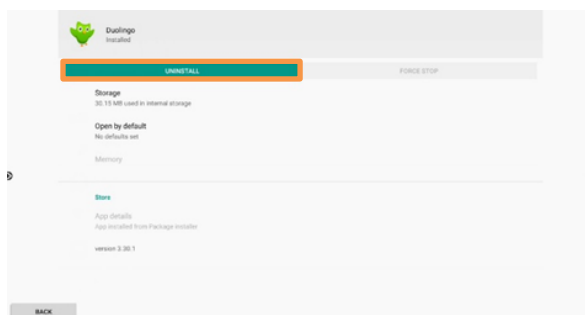 Duolingo
Installed
UNINSTALL
FORCE STOP
Storage
30.15 MB used in internal storage
Open by default
No defaults set
Memory
Store
App details
App installed from Package installer
version 3.30.1
BACK